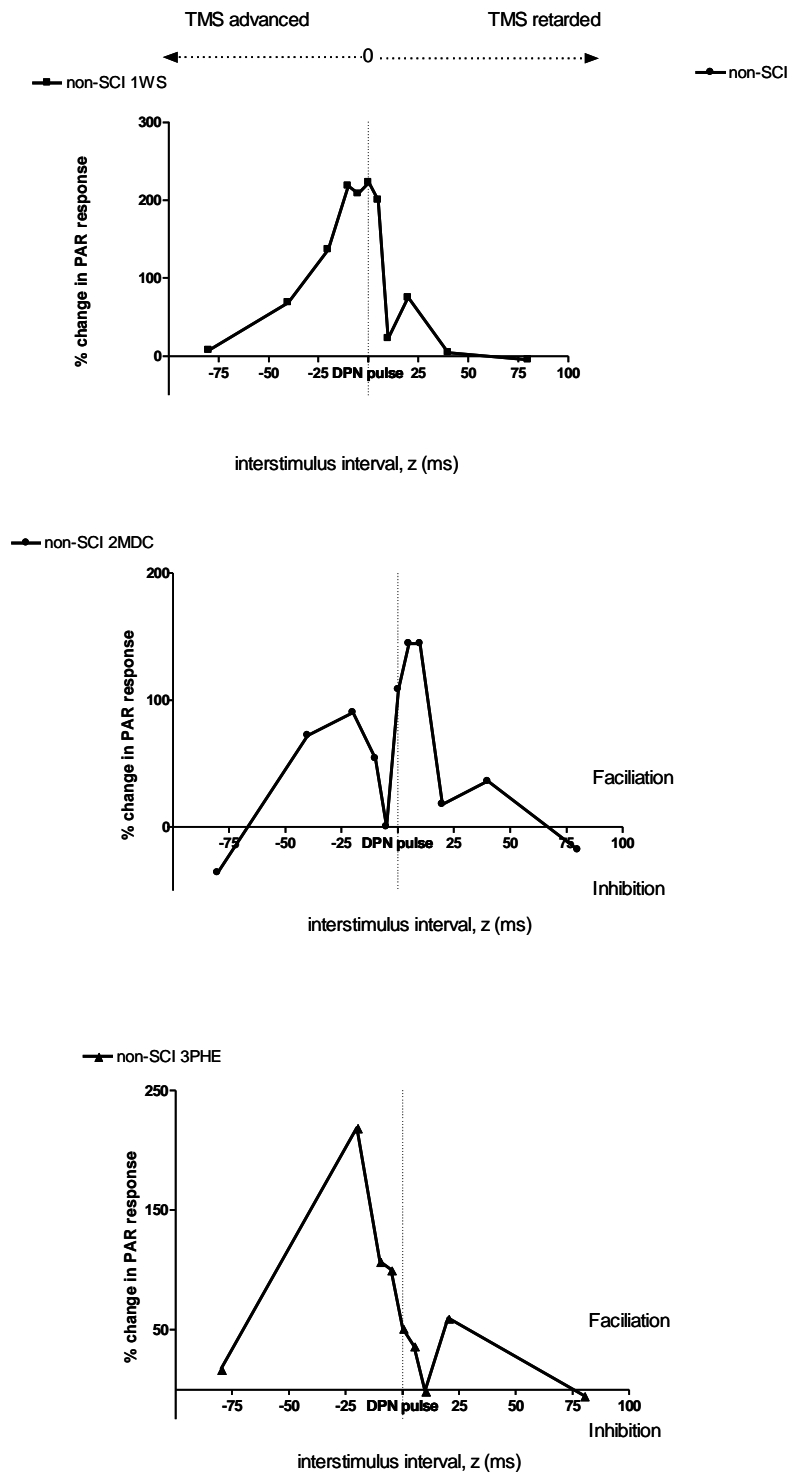 TMS advanced TMS retarded
0
non-SCI 1WS
non-SCI
300
200
100
0
% change in PAR response
-75 -50 -25 DPN pulse 25 50 75 100
interstimulus interval, z (ms)
non-SCI 2MDC
200
100
0
% change in PAR response
-75 -50 -25 DPN pulse 25 50 75 100
Faciliation
Inhibition
interstimulus interval, z (ms)
non-SCI 3PHE
250
150
50
% change in PAR response
-75 -50 -25 DPN pulse 25 50 75 100
Faciliation
Inhibition
interstimulus interval, z (ms)